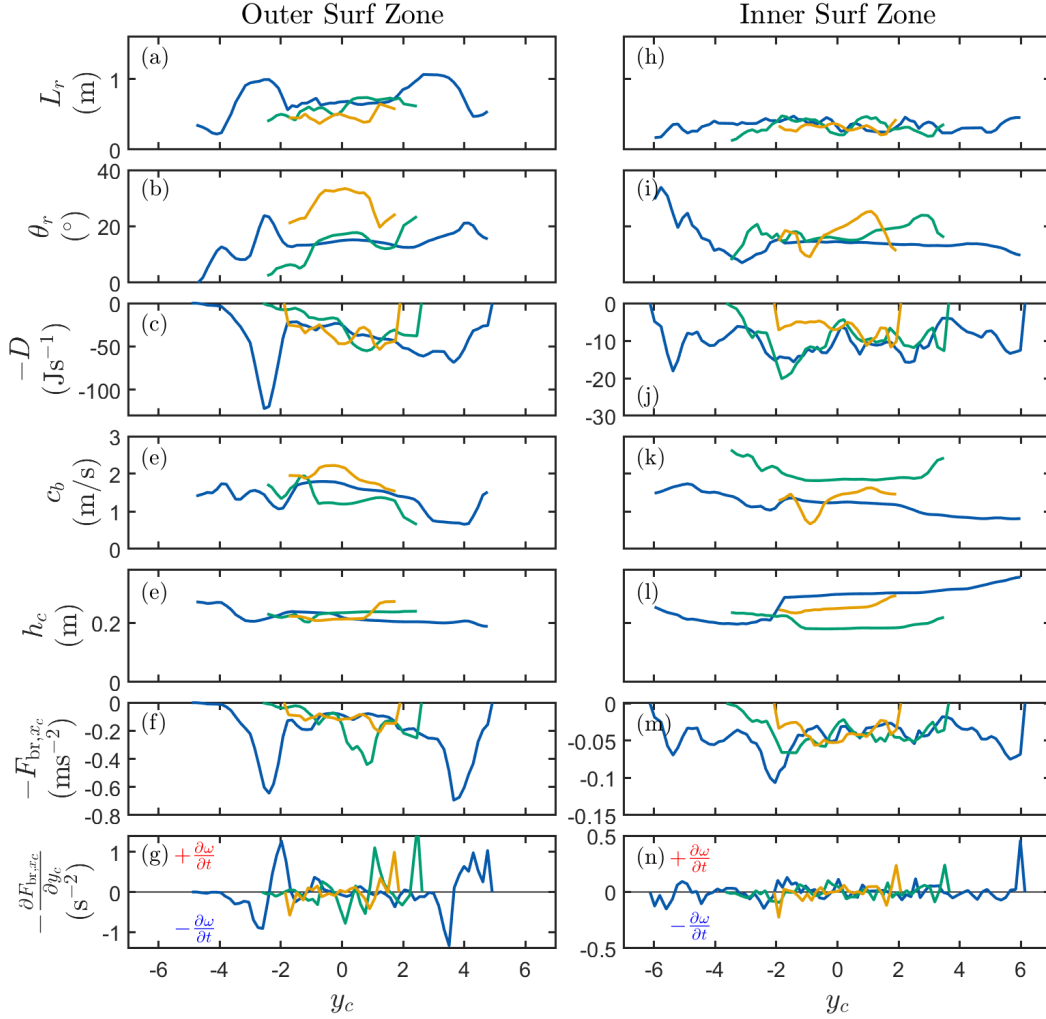 Outer Surf Zone
Inner Surf Zone
(a)
L_r
(m)
1
0
(h)
(b)
θ_r
(°)
40
20
0
(i)
(c)
−D
(Js⁻¹)
0
-50
-100
(j)
0
-10
-20
-30
(e)
c_b
(m/s)
3
2
1
0
(k)
(e)
h_c
(m)
0.2
0
(l)
(f)
−F_{br,x_c}
(ms⁻²)
0
-0.2
-0.4
-0.6
-0.8
(m)
0
-0.05
-0.1
-0.15
(g)
−∂F_{br,x_c}/∂y_c
(s⁻²)
1
0
-1
+∂ω/∂t
−∂ω/∂t
(n)
0.5
0
-0.5
+∂ω/∂t
−∂ω/∂t
-6 -4 -2 0 2 4 6
y_c
-6 -4 -2 0 2 4 6
y_c